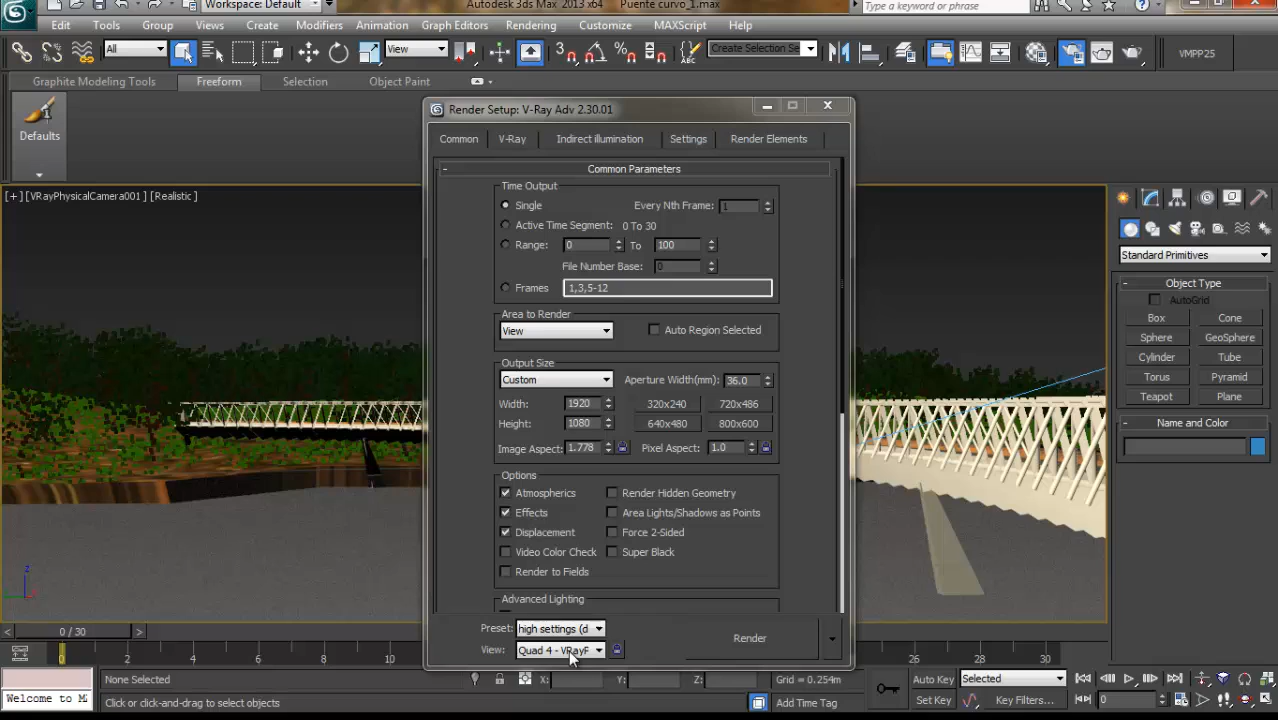 Workspace: Default
Autodesk 3ds Max 2013 x64
Puente curvo_1.max
Type a keyword or phrase
Edit Tools Group Views Create Modifiers Animation Graph Editors Rendering Customize MAXScript Help
All
View
3
Create Selection Se
ABC
VMPP25
Graphite Modeling Tools Freeform Selection Object Paint
Defaults
[+] [VRayPhysicalCamera001] [Realistic]
Render Setup: V-Ray Adv 2.30.01
Common V-Ray Indirect illumination Settings Render Elements
- Common Parameters
Time Output
Single Every Nth Frame: 1
Active Time Segment: 0 To 30
Range: 0 To 100
File Number Base: 0
Frames 1,3,5-12
Area to Render
View Auto Region Selected
Output Size
Custom Aperture Width(mm): 36.0
Width: 1920 320x240 720x486
Height: 1080 640x480 800x600
Image Aspect: 1.778 Pixel Aspect: 1.0
Options
Atmospherics Render Hidden Geometry
Effects Area Lights/Shadows as Points
Displacement Force 2-Sided
Video Color Check Super Black
Render to Fields
Advanced Lighting
Preset: high settings (d
View: Quad 4 - VRayP
Render
Standard Primitives
- Object Type
AutoGrid
Box Cone
Sphere GeoSphere
Cylinder Tube
Torus Pyramid
Teapot Plane
- Name and Color
z
< 0 / 30 >
0 26 28 30
None Selected X: Y: Z: Grid = 0.254m Auto Key Selected
Welcome to M: Click or click-and-drag to select objects Add Time Tag Set Key Key Filters... 0